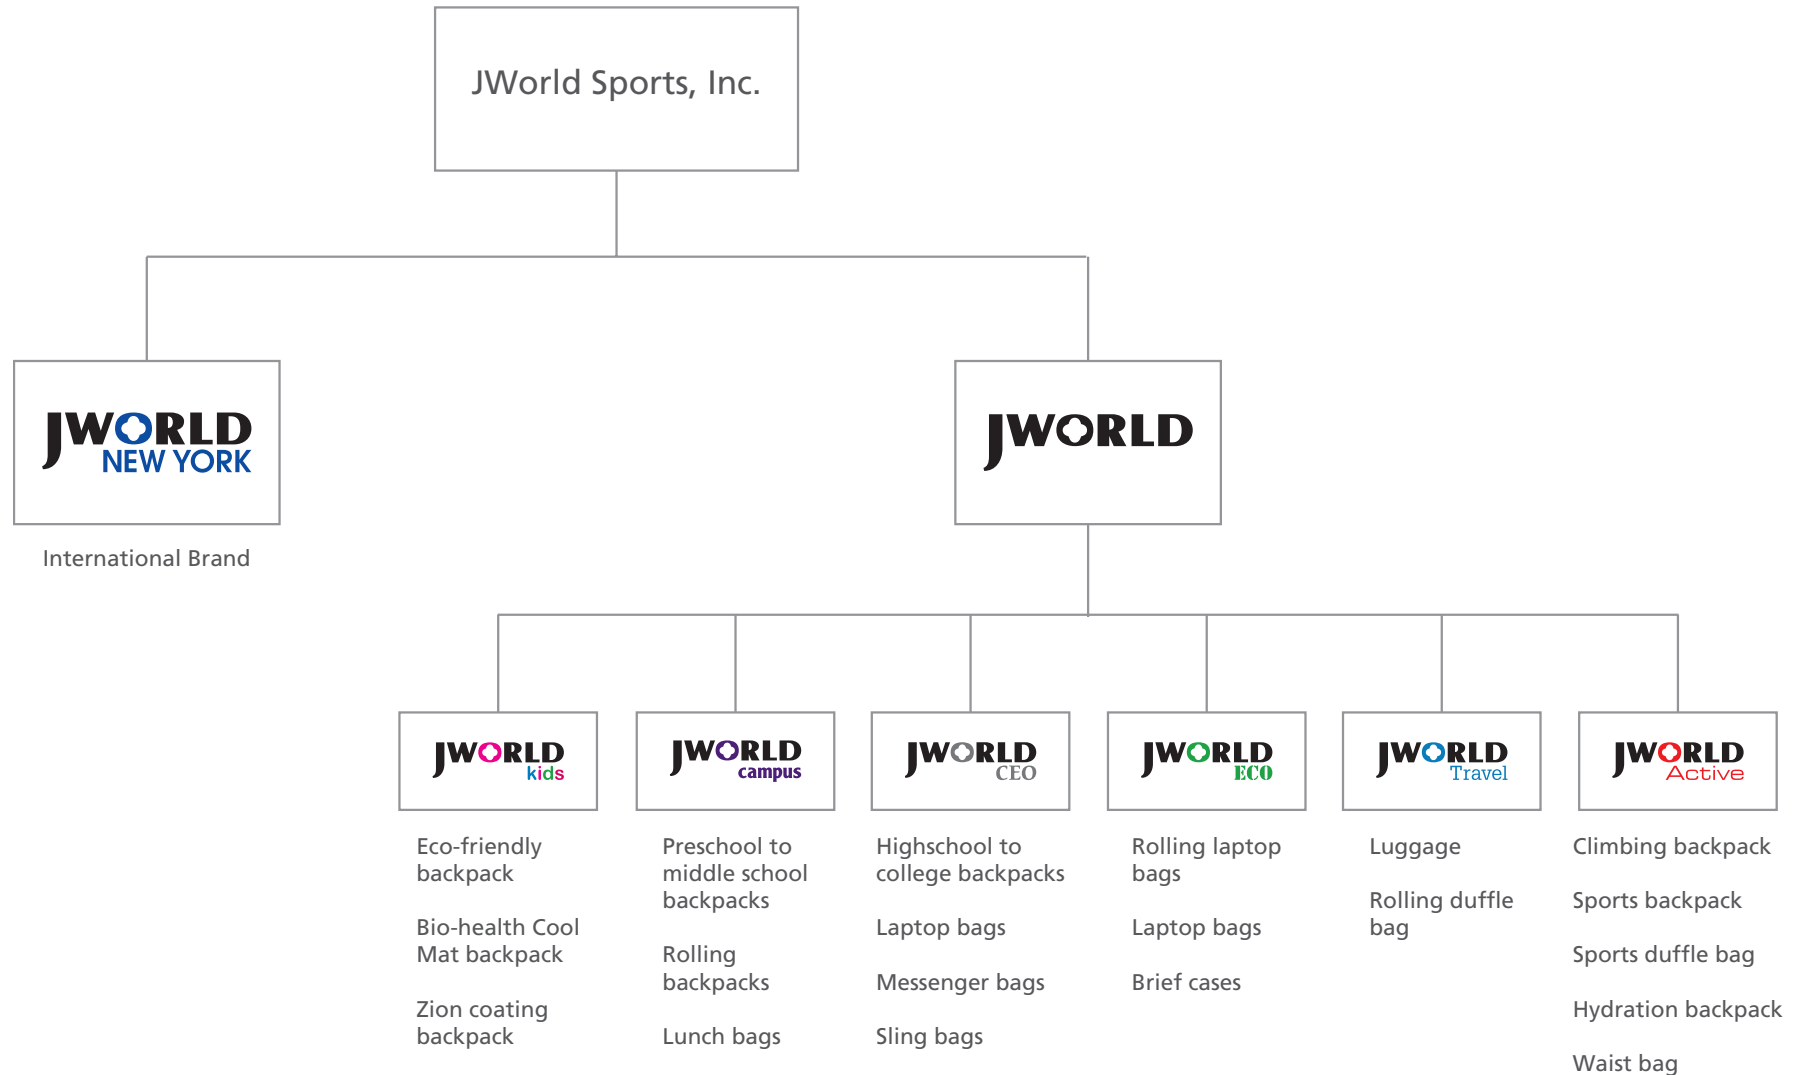 JWorld Sports, Inc.
JWORLD
NEW YORK
International Brand
JWORLD
JWORLD
kids
Eco-friendly
backpack
Bio-health Cool
Mat backpack
Zion coating
backpack
JWORLD
campus
Preschool to
middle school
backpacks
Rolling
backpacks
Lunch bags
JWORLD
CEO
Highschool to
college backpacks
Laptop bags
Messenger bags
Sling bags
JWORLD
ECO
Rolling laptop
bags
Laptop bags
Brief cases
JWORLD
Travel
Luggage
Rolling duffle
bag
JWORLD
Active
Climbing backpack
Sports backpack
Sports duffle bag
Hydration backpack
Waist bag